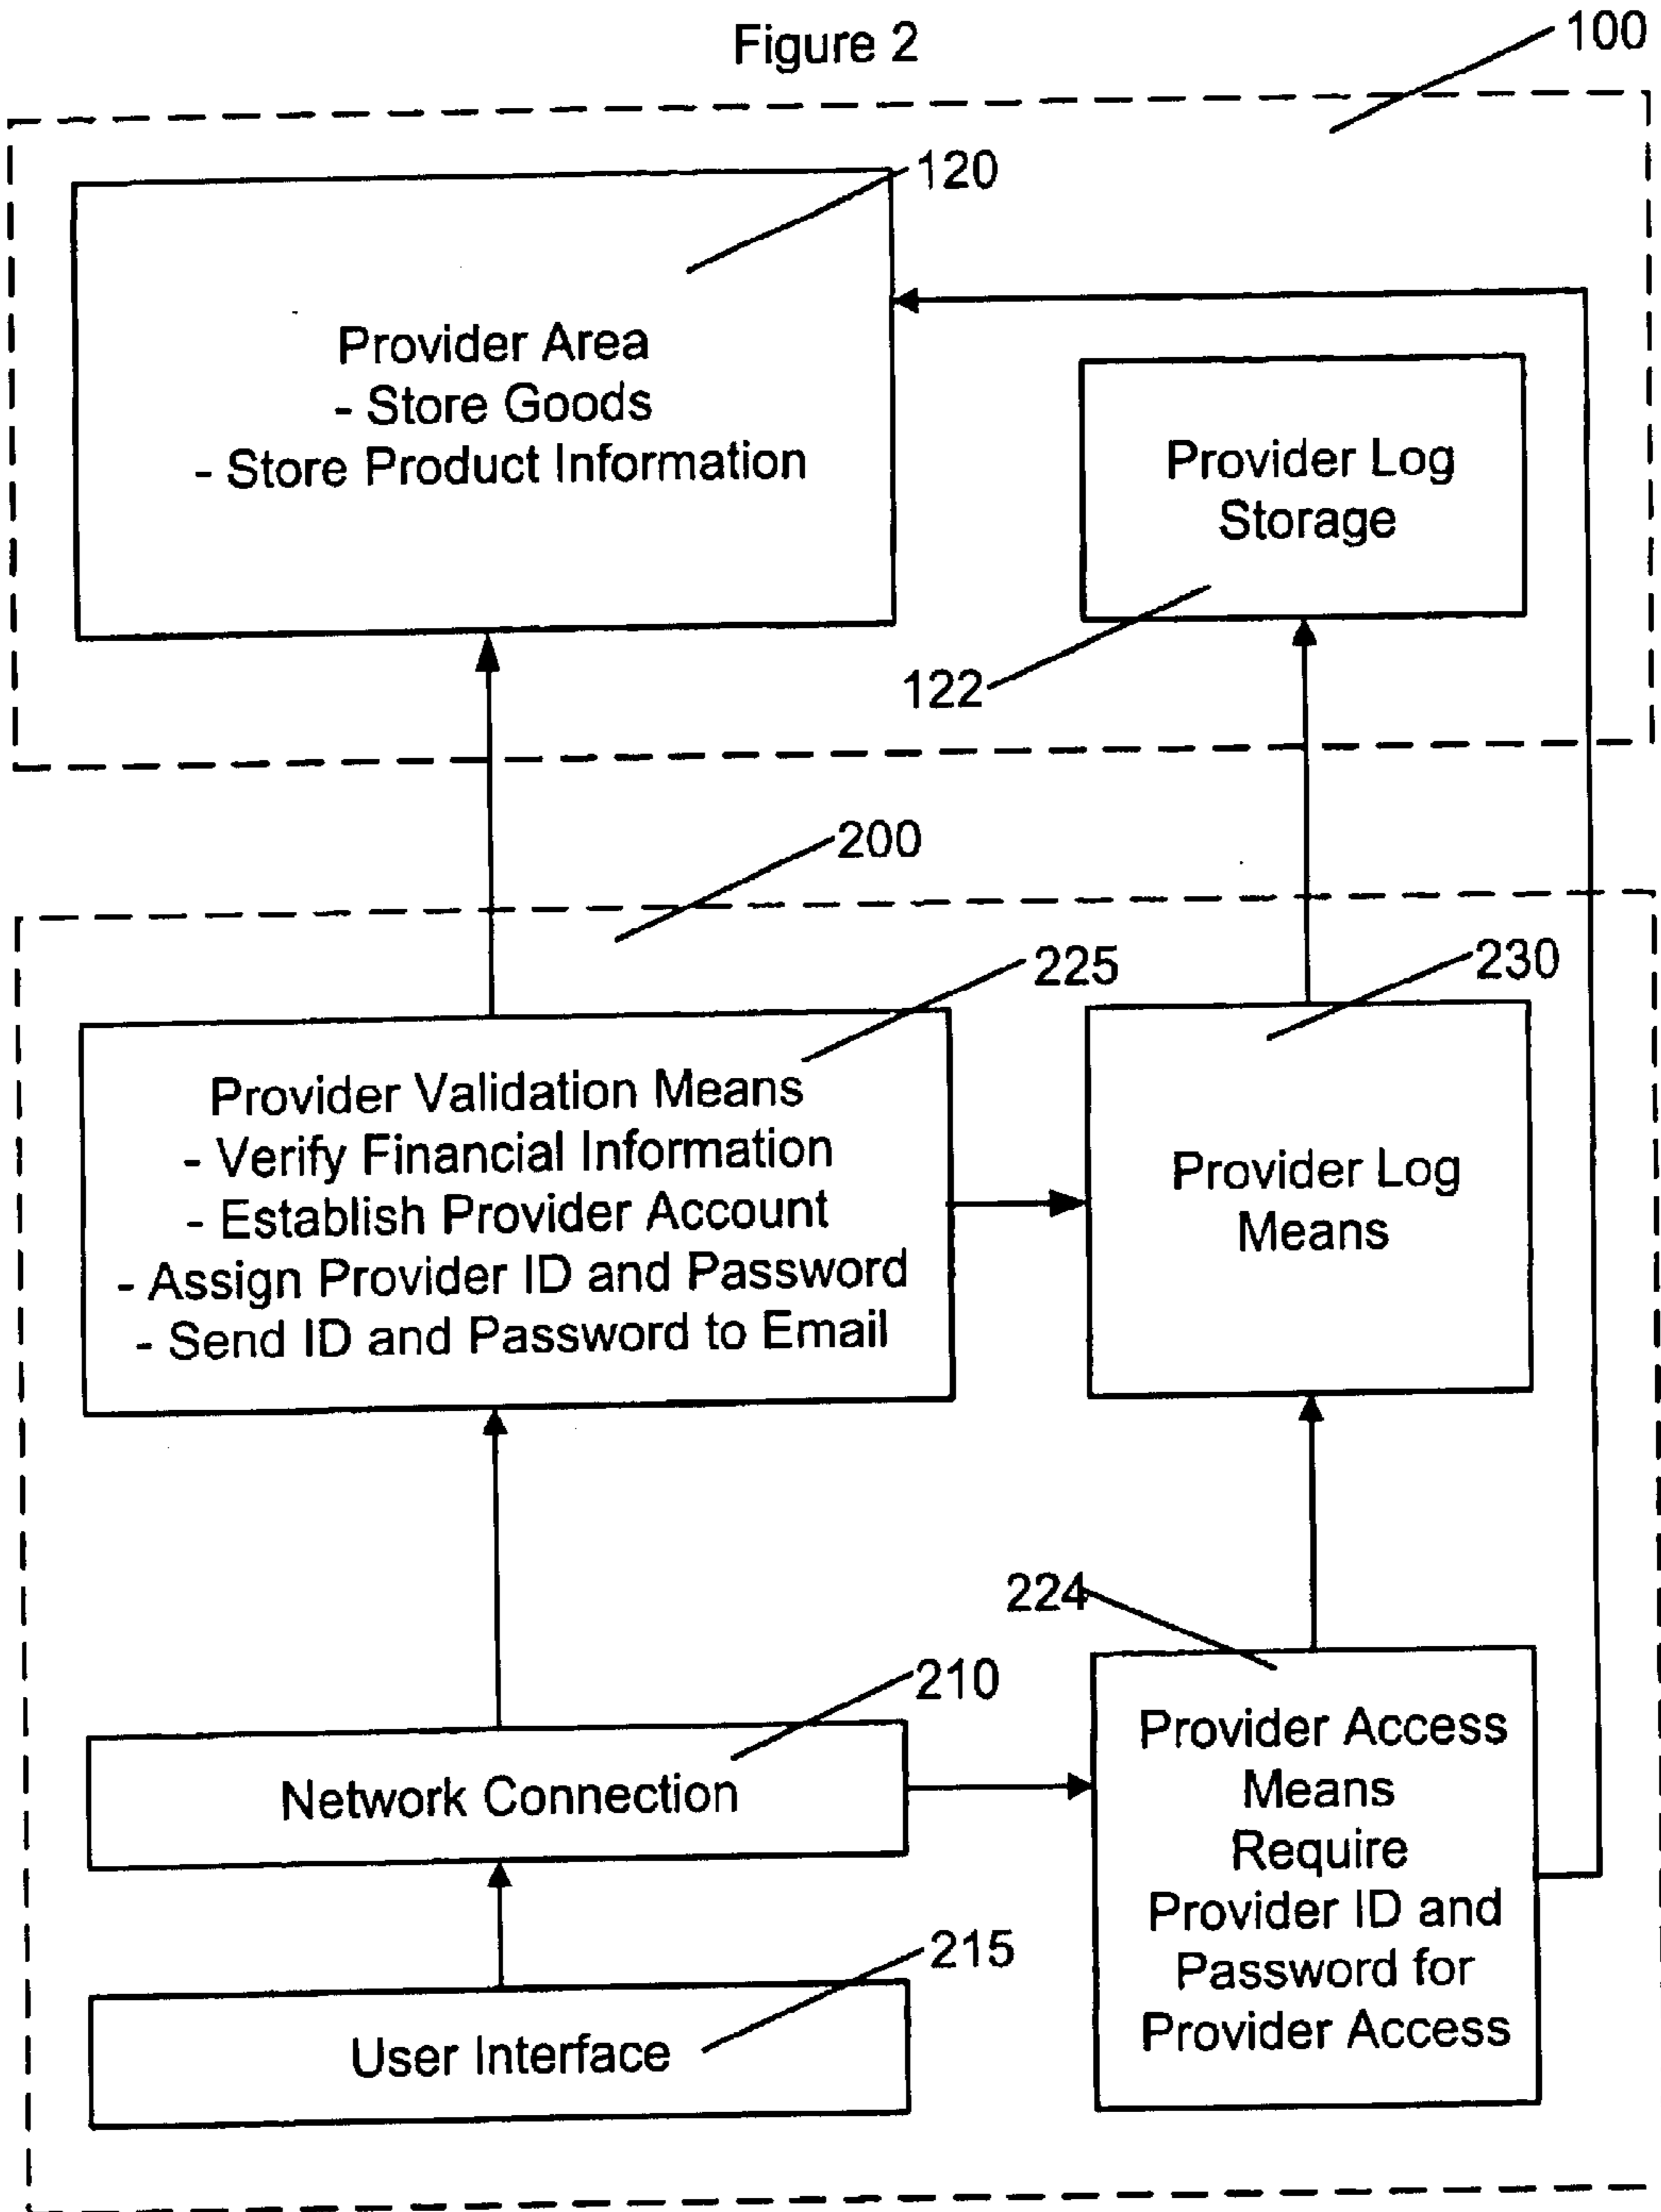 Figure 2
100
120
Provider Area
- Store Goods
- Store Product Information
Provider Log
Storage
122
200
225
230
Provider Validation Means
- Verify Financial Information
- Establish Provider Account
- Assign Provider ID and Password
- Send ID and Password to Email
Provider Log
Means
224
210
Network Connection
Provider Access
Means
Require
Provider ID and
Password for
Provider Access
215
User Interface